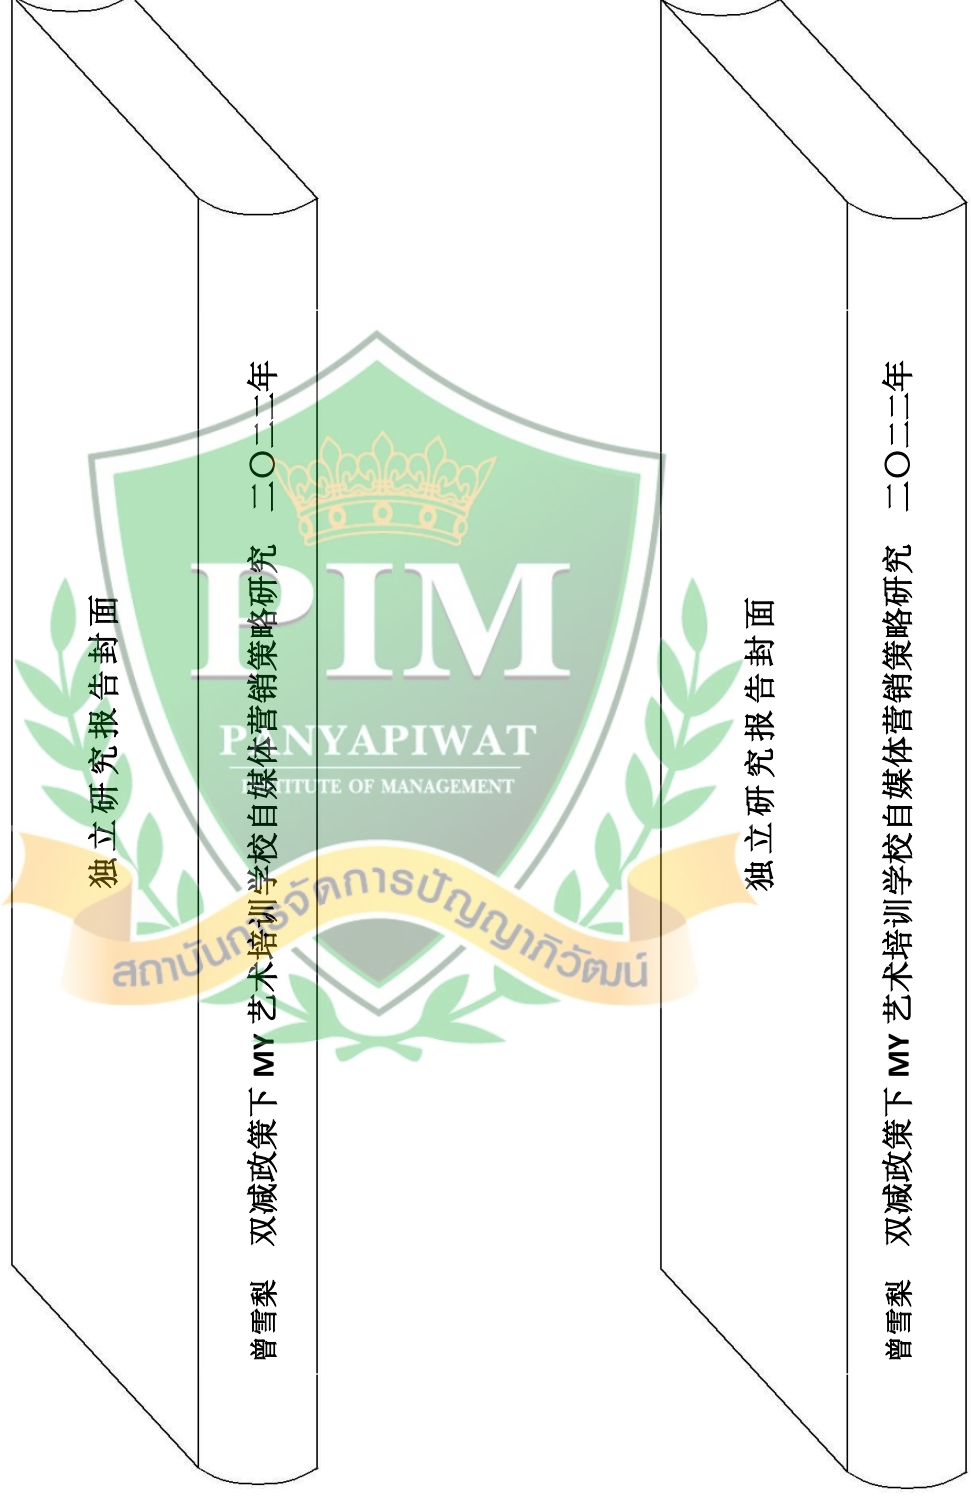 独立研究报告封面
曾雪梨 双减政策下 MY 艺术培训学校自媒体营销策略研究 二〇二二年
PIM
PANYAPIWAT
INSTITUTE OF MANAGEMENT
สถาบันการจัดการปัญญาภิวัฒน์
独立研究报告封面
曾雪梨 双减政策下 MY 艺术培训学校自媒体营销策略研究 二〇二二年